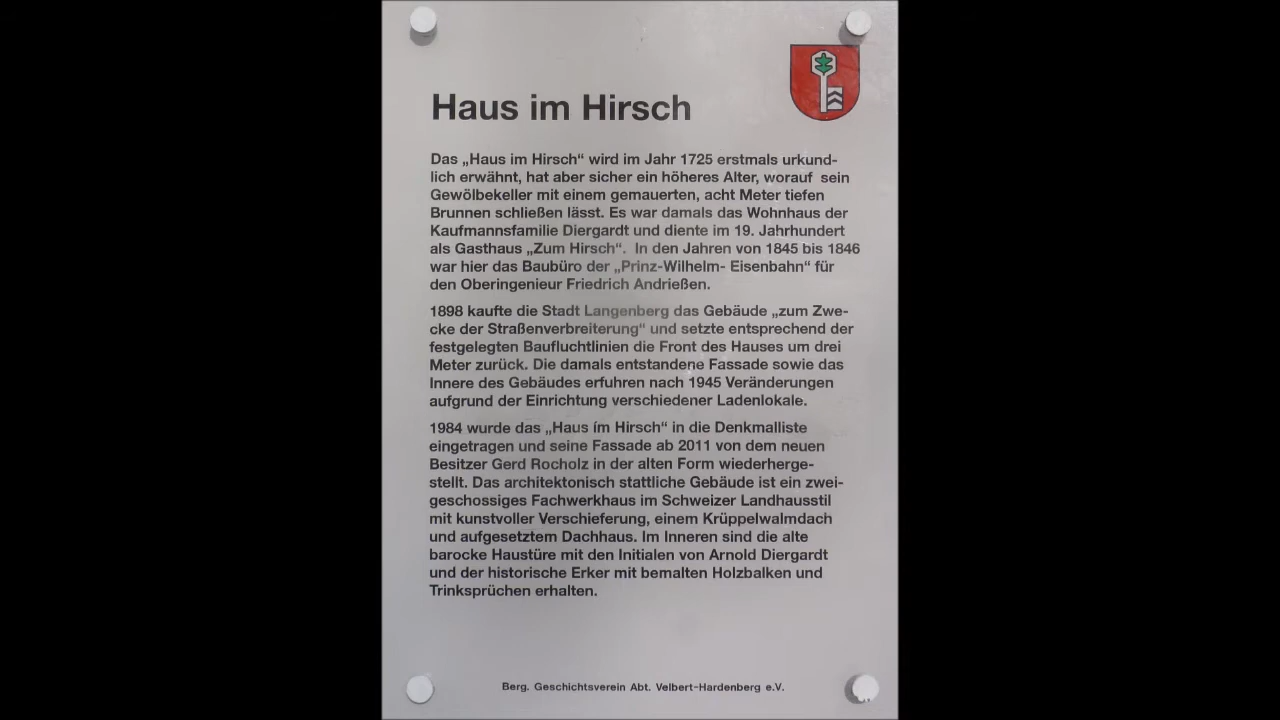 Haus im Hirsch
Das „Haus im Hirsch“ wird im Jahr 1725 erstmals urkund-
lich erwähnt, hat aber sicher ein höheres Alter, worauf sein
Gewölbekeller mit einem gemauerten, acht Meter tiefen
Brunnen schließen lässt. Es war damals das Wohnhaus der
Kaufmannsfamilie Diergardt und diente im 19. Jahrhundert
als Gasthaus „Zum Hirsch“. In den Jahren von 1845 bis 1846
war hier das Baubüro der „Prinz-Wilhelm- Eisenbahn“ für
den Oberingenieur Friedrich Andrießen.
1898 kaufte die Stadt Langenberg das Gebäude „zum Zwe-
cke der Straßenverbreiterung“ und setzte entsprechend der
festgelegten Baufluchtlinien die Front des Hauses um drei
Meter zurück. Die damals entstandene Fassade sowie das
Innere des Gebäudes erfuhren nach 1945 Veränderungen
aufgrund der Einrichtung verschiedener Ladenlokale.
1984 wurde das „Haus ím Hirsch“ in die Denkmalliste
eingetragen und seine Fassade ab 2011 von dem neuen
Besitzer Gerd Rocholz in der alten Form wiederherge-
stellt. Das architektonisch stattliche Gebäude ist ein zwei-
geschossiges Fachwerkhaus im Schweizer Landhausstil
mit kunstvoller Verschieferung, einem Krüppelwalmdach
und aufgesetztem Dachhaus. Im Inneren sind die alte
barocke Haustüre mit den Initialen von Arnold Diergardt
und der historische Erker mit bemalten Holzbalken und
Trinksprüchen erhalten.
Berg. Geschichtsverein Abt. Velbert-Hardenberg e.V.